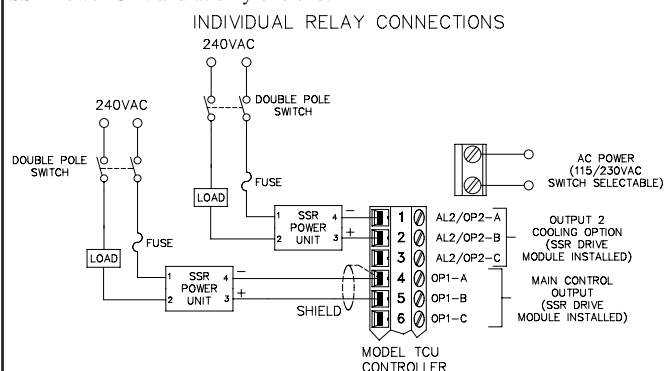 INDIVIDUAL RELAY CONNECTIONS
240VAC
DOUBLE POLE
SWITCH
240VAC
DOUBLE POLE
SWITCH
FUSE
LOAD
AC POWER
(115/230VAC
SWITCH SELECTABLE)
1 SSR 4 −
POWER
2 UNIT 3 +
FUSE
LOAD
1 SSR 4 −
POWER
2 UNIT 3 +
SHIELD
1 AL2/OP2-A
2 AL2/OP2-B
3 AL2/OP2-C
4 OP1-A
5 OP1-B
6 OP1-C
OUTPUT 2
COOLING OPTION
(SSR DRIVE
MODULE INSTALLED)
MAIN CONTROL
OUTPUT
(SSR DRIVE
MODULE INSTALLED)
MODEL TCU
CONTROLLER